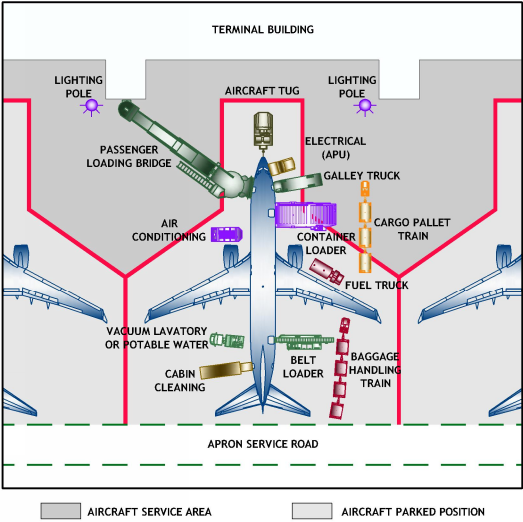 TERMINAL BUILDING
LIGHTING
POLE
AIRCRAFT TUG
LIGHTING
POLE
ELECTRICAL
(APU)
PASSENGER
LOADING BRIDGE
GALLEY TRUCK
AIR
CONDITIONING
CONTAINER
LOADER
CARGO PALLET
TRAIN
FUEL TRUCK
VACUUM LAVATORY
OR POTABLE WATER
BELT
LOADER
BAGGAGE
HANDLING
TRAIN
CABIN
CLEANING
APRON SERVICE ROAD
AIRCRAFT SERVICE AREA
AIRCRAFT PARKED POSITION